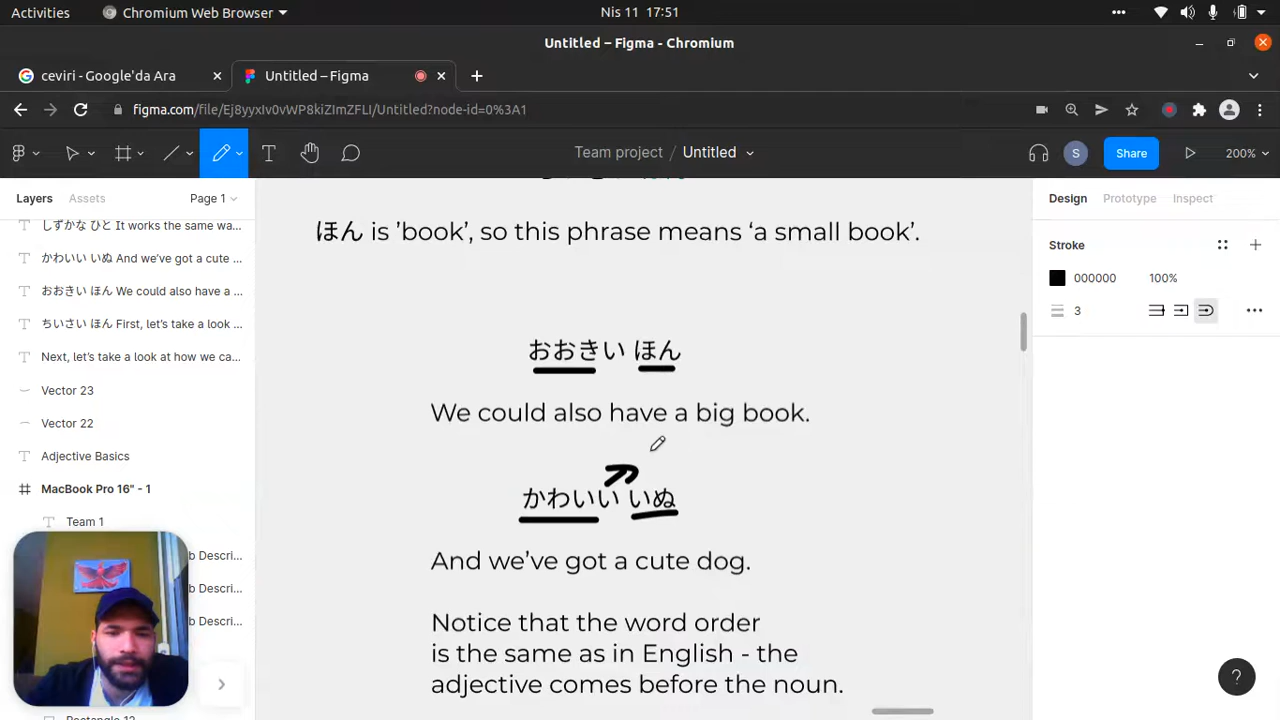 Activities
Chromium Web Browser
Nis 11 17:51
Untitled – Figma - Chromium
ceviri - Google'da Ara
Untitled – Figma
figma.com/file/Ej8yyxIv0vWP8kiZImZFLI/Untitled?node-id=0%3A1
Team project / Untitled
S
Share
200%
Layers
Assets
Page 1
Design
Prototype
Inspect
しずかな ひと It works the same wa...
かわいい いぬ And we've got a cute ...
おおきい ほん We could also have a ...
ちいさい ほん First, let's take a look ...
Next, let's take a look at how we ca...
Vector 23
Vector 22
Adjective Basics
MacBook Pro 16" - 1
Team 1
b Descri...
b Descri...
b Descri...
ほん is ’book’, so this phrase means ‘a small book’.
おおきい ほん
We could also have a big book.
かわいい いぬ
And we’ve got a cute dog.
Notice that the word order
is the same as in English - the
adjective comes before the noun.
Stroke
000000
100%
3
?